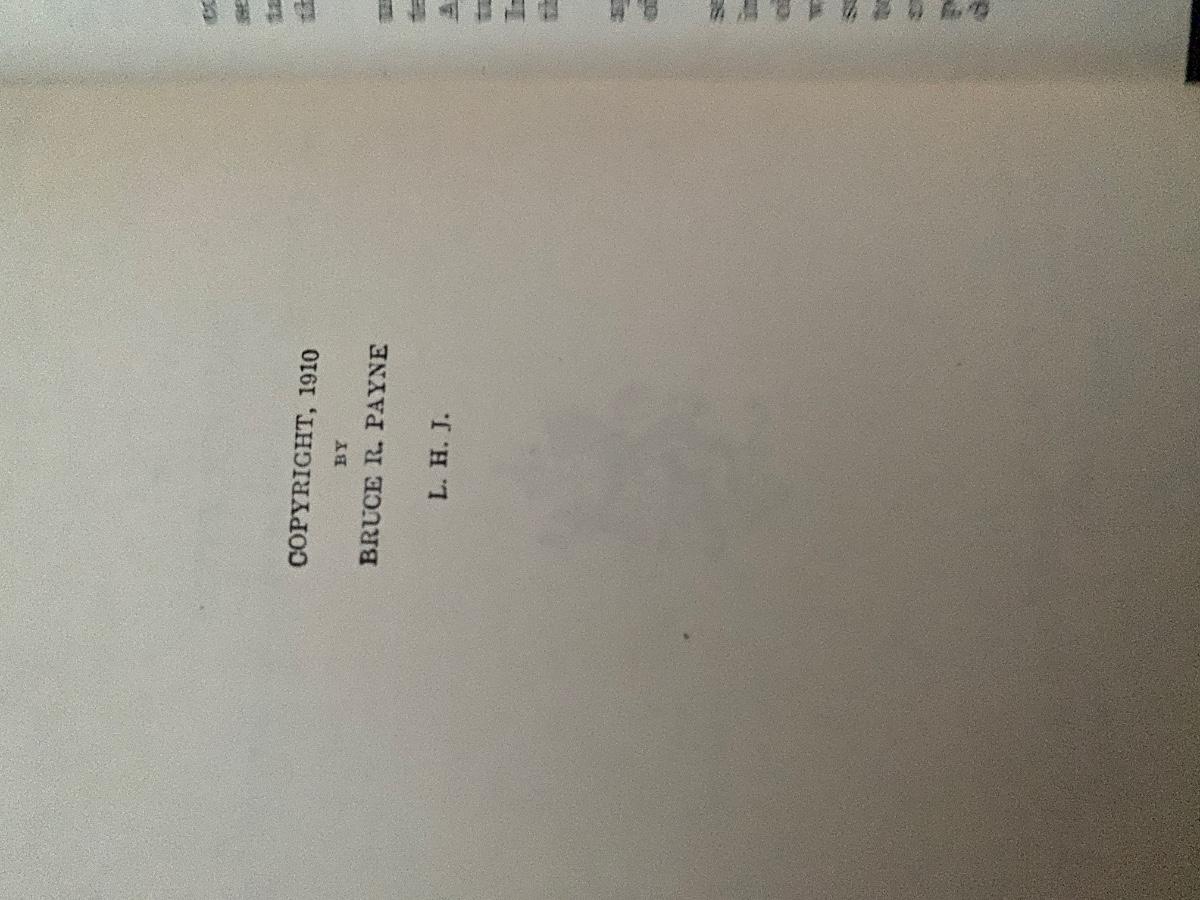 COPYRIGHT, 1910
BY
BRUCE R. PAYNE
L. H. J.